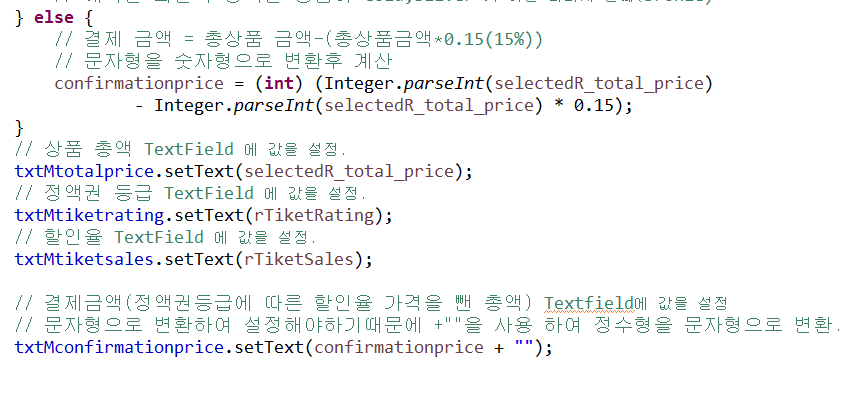 } else {
// 결제 금액 = 총상품 금액-(총상품금액*0.15(15%))
// 문자형을 숫자형으로 변환후 계산
confirmationprice = (int) (Integer.parseInt(selectedR_total_price)
- Integer.parseInt(selectedR_total_price) * 0.15);
}
// 상품 총액 TextField 에 값을 설정.
txtMtotalprice.setText(selectedR_total_price);
// 정액권 등급 TextField 에 값을 설정.
txtMtiketrating.setText(rTiketRating);
// 할인율 TextField 에 값을 설정.
txtMtiketsales.setText(rTiketSales);
// 결제금액(정액권등급에 따른 할인율 가격을 뺀 총액) Textfield에 값을 설정
// 문자형으로 변환하여 설정해야하기때문에 +""을 사용 하여 정수형을 문자형으로 변환.
txtMconfirmationprice.setText(confirmationprice + "");